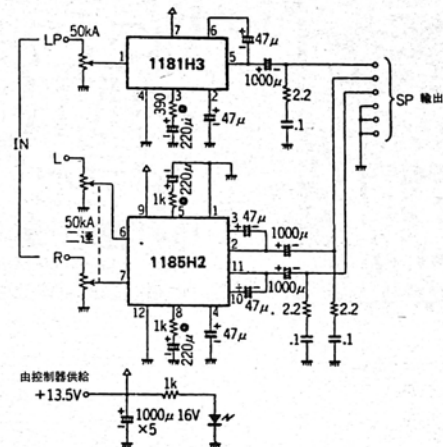 LP
50kA
1
7
6
5
1181H3
4
3
2
390
220μ
47μ
47μ
1000μ
2.2
.1
SP 輸出
IN
L
50kA
二連
R
6
7
9
5
1
1k
220μ
1185H2
3
2
11
10
47μ
1000μ
1000μ
47μ
12
8
4
1k
220μ
47μ
2.2
2.2
.1
.1
由控制器供給
+13.5V
1k
1000μ 16V
×5